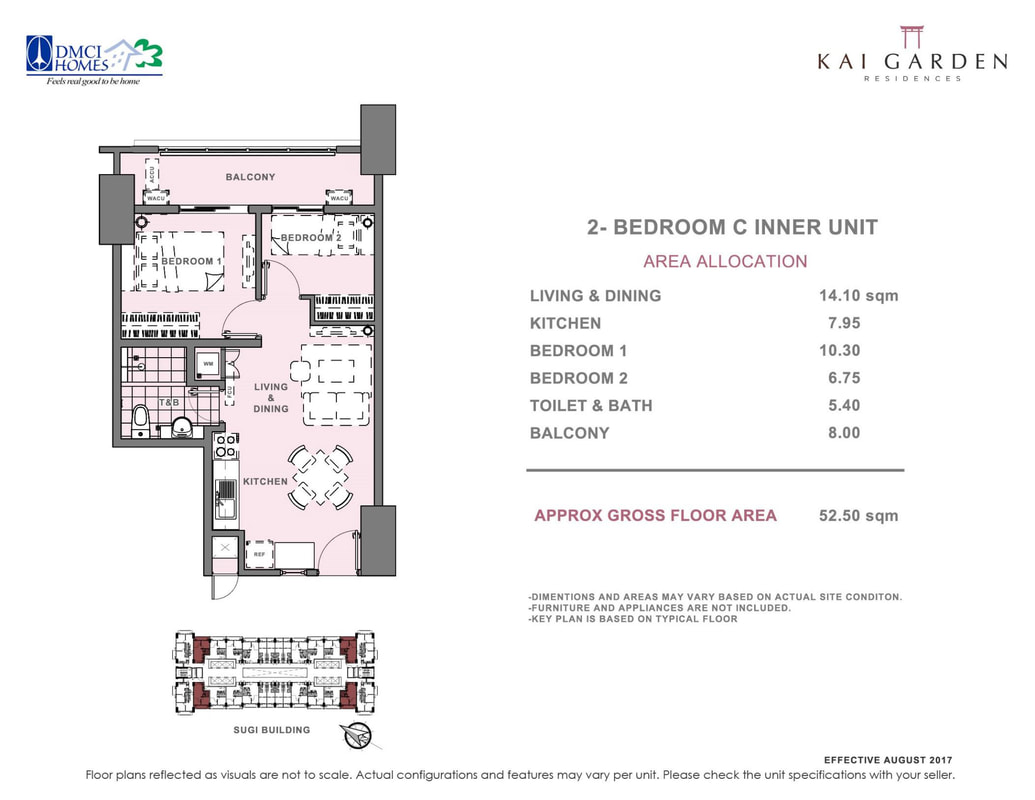 DMCI
HOMES
Feels real good to be home
KAI GARDEN
RESIDENCES
ACCU
BALCONY
WACU
WACU
BEDROOM 2
BEDROOM 1
WM
FCU
LIVING
&
DINING
T&B
KITCHEN
REF
2- BEDROOM C INNER UNIT
AREA ALLOCATION
LIVING & DINING 14.10 sqm
KITCHEN 7.95
BEDROOM 1 10.30
BEDROOM 2 6.75
TOILET & BATH 5.40
BALCONY 8.00
APPROX GROSS FLOOR AREA 52.50 sqm
-DIMENTIONS AND AREAS MAY VARY BASED ON ACTUAL SITE CONDITON.
-FURNITURE AND APPLIANCES ARE NOT INCLUDED.
-KEY PLAN IS BASED ON TYPICAL FLOOR
SUGI BUILDING
EFFECTIVE AUGUST 2017
Floor plans reflected as visuals are not to scale. Actual configurations and features may vary per unit. Please check the unit specifications with your seller.